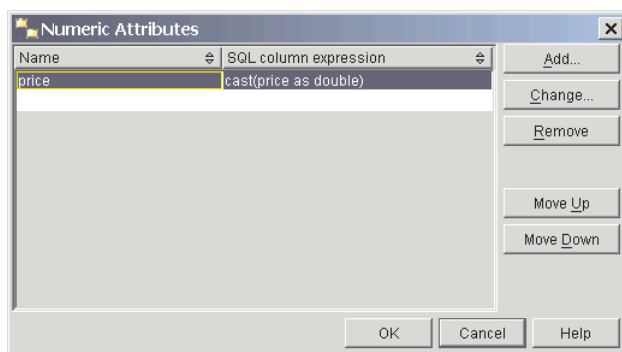 Numeric Attributes
Name SQL column expression
price cast(price as double)
Add...
Change...
Remove
Move Up
Move Down
OK Cancel Help